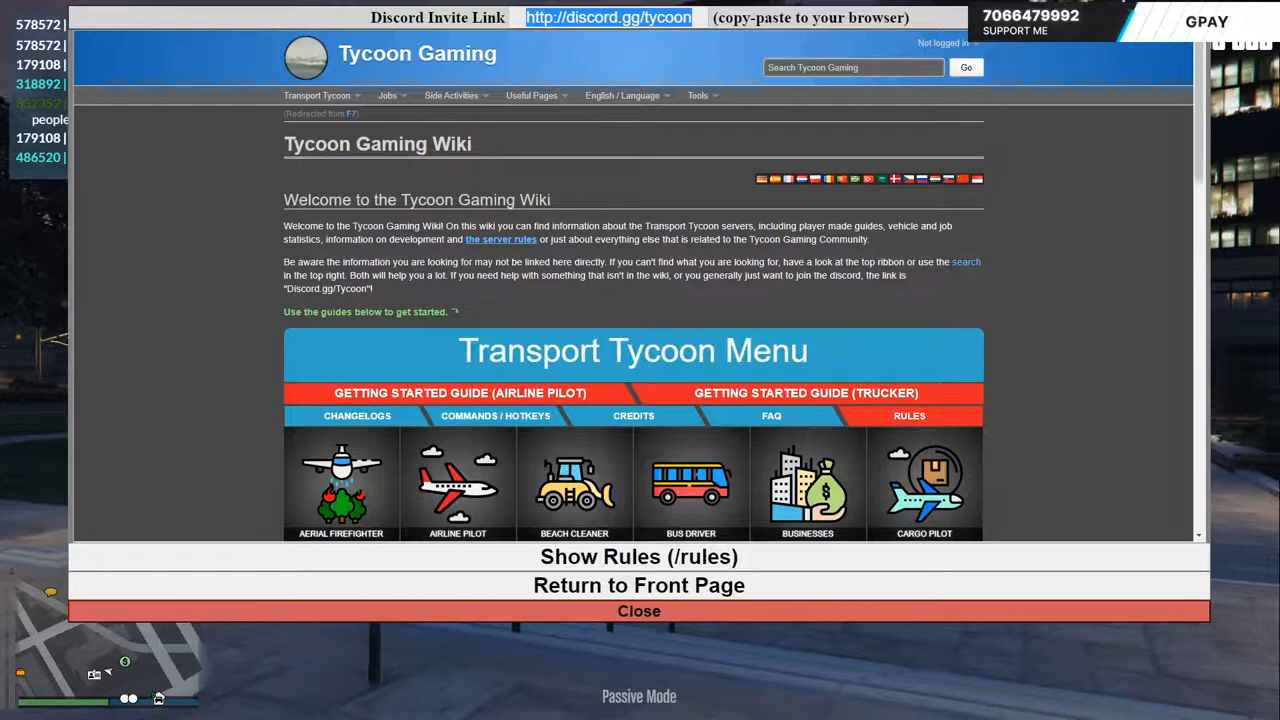 Discord Invite Link http://discord.gg/tycoon (copy-paste to your browser)
7066479992
SUPPORT ME
GPAY
578572 |
578572 |
179108 |
318892 |
352352
people
179108 |
486520 |
Tycoon Gaming
Not logged in
Search Tycoon Gaming
Go
Transport Tycoon Jobs Side Activities Useful Pages English / Language Tools
(Redirected from F7)
Tycoon Gaming Wiki
Welcome to the Tycoon Gaming Wiki
Welcome to the Tycoon Gaming Wiki! On this wiki you can find information about the Transport Tycoon servers, including player made guides, vehicle and job
statistics, information on development and the server rules or just about everything else that is related to the Tycoon Gaming Community.
Be aware the information you are looking for may not be linked here directly. If you can't find what you are looking for, have a look at the top ribbon or use the search
in the top right. Both will help you a lot. If you need help with something that isn't in the wiki, or you generally just want to join the discord, the link is
"Discord.gg/Tycoon"!
Use the guides below to get started.
Transport Tycoon Menu
GETTING STARTED GUIDE (AIRLINE PILOT) GETTING STARTED GUIDE (TRUCKER)
CHANGELOGS COMMANDS / HOTKEYS CREDITS FAQ RULES
AERIAL FIREFIGHTER AIRLINE PILOT BEACH CLEANER BUS DRIVER BUSINESSES CARGO PILOT
Show Rules (/rules)
Return to Front Page
Close
Passive Mode